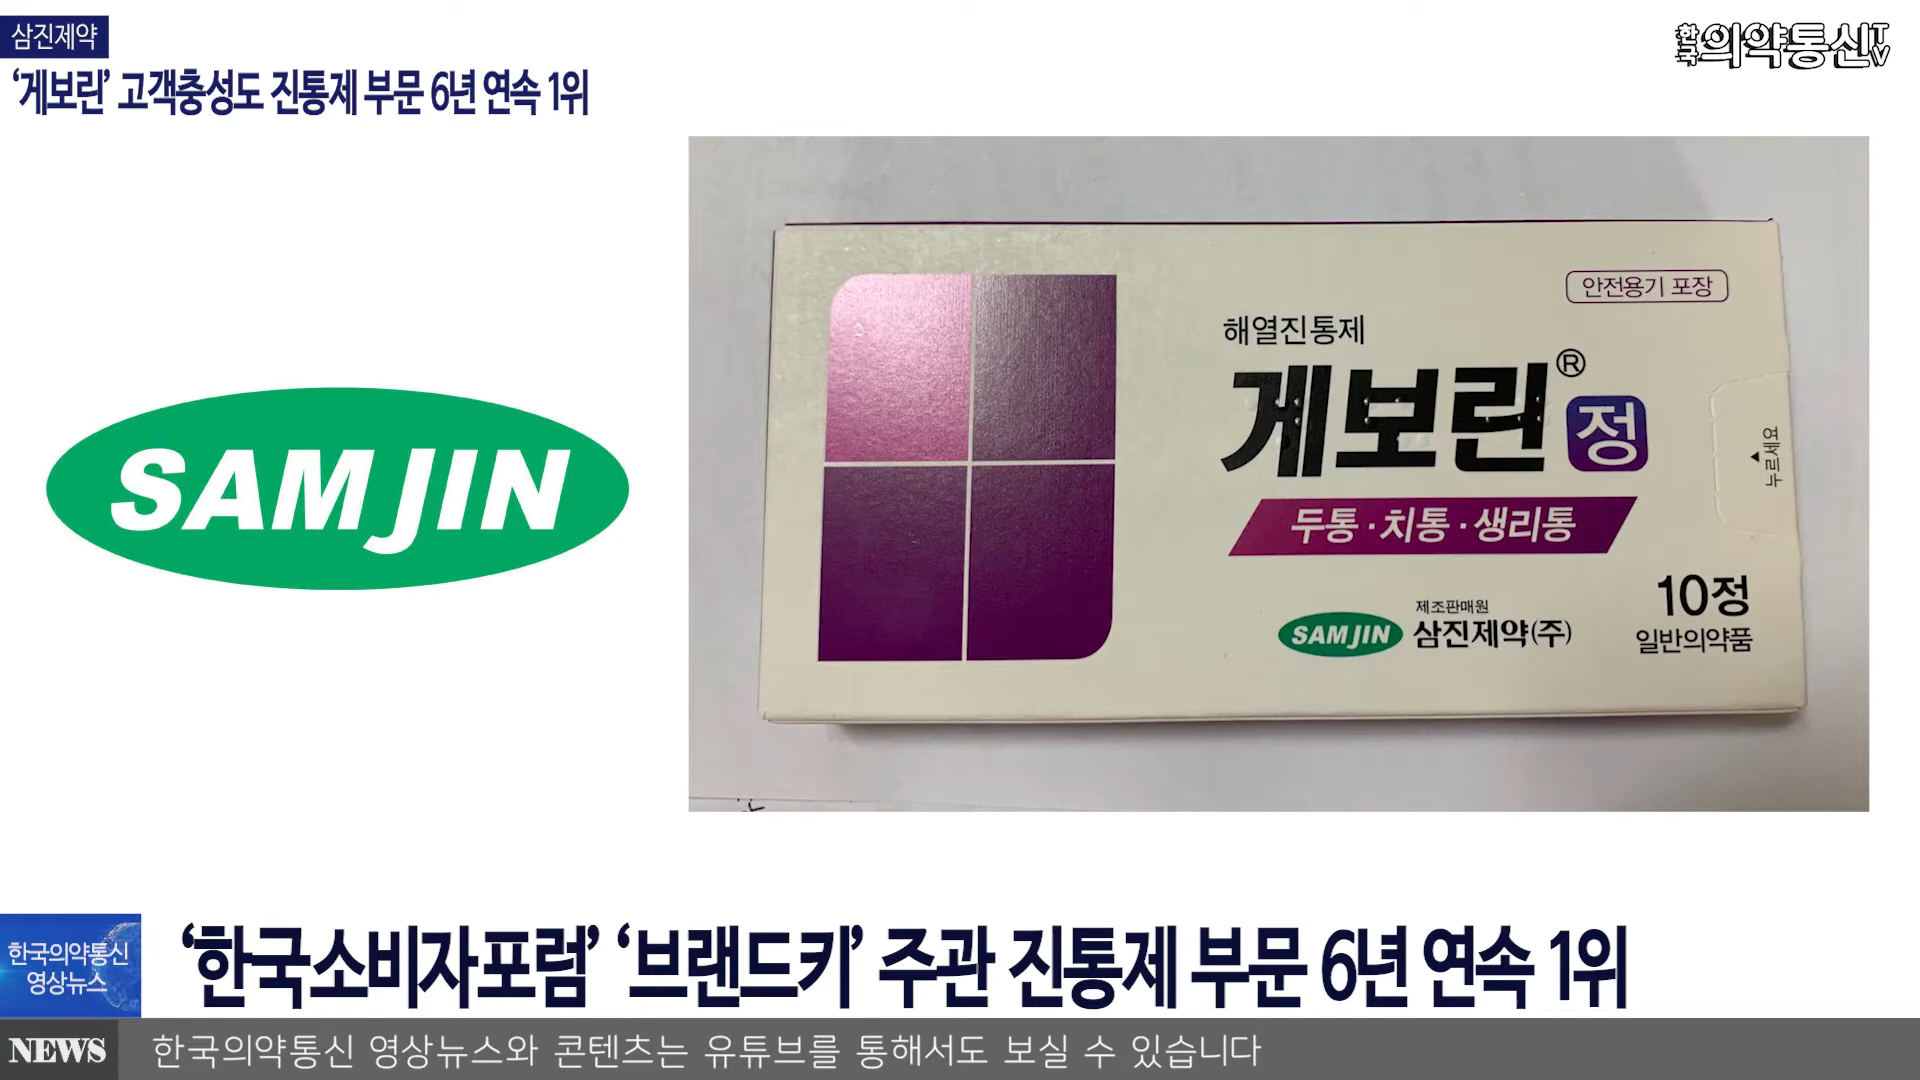 삼진제약
‘게보린’ 고객충성도 진통제 부문 6년 연속 1위
한국의약통신TV
SAMJIN
안전용기 포장
해열진통제
게보린® 정
두통·치통·생리통
누르세요
10정
일반의약품
제조판매원
SAMJIN 삼진제약(주)
한국의약통신
영상뉴스
‘한국소비자포럼’ ‘브랜드키’ 주관 진통제 부문 6년 연속 1위
NEWS 한국의약통신 영상뉴스와 콘텐츠는 유튜브를 통해서도 보실 수 있습니다